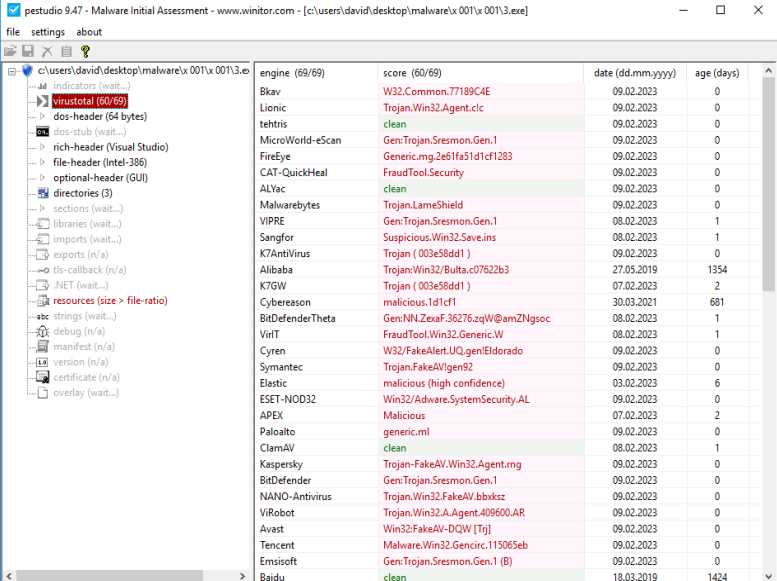 pestudio 9.47 - Malware Initial Assessment - www.winitor.com - [c:\users\david\desktop\malware\x 001\x 001\3.exe]
file settings about
c:\users\david\desktop\malware\x 001\x 001\3.ex
indicators (wait...)
virustotal (60/69)
dos-header (64 bytes)
dos-stub (wait...)
rich-header (Visual Studio)
file-header (Intel-386)
optional-header (GUI)
directories (3)
sections (wait...)
libraries (wait...)
imports (wait...)
exports (n/a)
tls-callback (n/a)
.NET (wait...)
resources (size > file-ratio)
abc strings (wait...)
debug (n/a)
manifest (n/a)
1.0 version (n/a)
certificate (n/a)
overlay (wait...)
engine (69/69) score (60/69) date (dd.mm.yyyy) age (days)
Bkav W32.Common.77189C4E 09.02.2023 0
Lionic Trojan.Win32.Agent.c!c 09.02.2023 0
tehtris clean 09.02.2023 0
MicroWorld-eScan Gen:Trojan.Sresmon.Gen.1 09.02.2023 0
FireEye Generic.mg.2e61fa51d1cf1283 09.02.2023 0
CAT-QuickHeal FraudTool.Security 09.02.2023 0
ALYac clean 09.02.2023 0
Malwarebytes Trojan.LameShield 09.02.2023 0
VIPRE Gen:Trojan.Sresmon.Gen.1 08.02.2023 1
Sangfor Suspicious.Win32.Save.ins 08.02.2023 1
K7AntiVirus Trojan ( 003e58dd1 ) 09.02.2023 0
Alibaba Trojan:Win32/Bulta.c07622b3 27.05.2019 1354
K7GW Trojan ( 003e58dd1 ) 07.02.2023 2
Cybereason malicious.1d1cf1 30.03.2021 681
BitDefenderTheta Gen:NN.ZexaF.36276.zqW@amZNgsoc 08.02.2023 1
VirIT FraudTool.Win32.Generic.W 08.02.2023 1
Cyren W32/FakeAlert.UQ.gen!Eldorado 09.02.2023 0
Symantec Trojan.FakeAV!gen92 09.02.2023 0
Elastic malicious (high confidence) 03.02.2023 6
ESET-NOD32 Win32/Adware.SystemSecurity.AL 09.02.2023 0
APEX Malicious 07.02.2023 2
Paloalto generic.ml 09.02.2023 0
ClamAV clean 08.02.2023 1
Kaspersky Trojan-FakeAV.Win32.Agent.rng 09.02.2023 0
BitDefender Gen:Trojan.Sresmon.Gen.1 09.02.2023 0
NANO-Antivirus Trojan.Win32.FakeAV.bbxksz 09.02.2023 0
ViRobot Trojan.Win32.A.Agent.409600.AR 09.02.2023 0
Avast Win32:FakeAV-DQW [Trj] 09.02.2023 0
Tencent Malware.Win32.Gencirc.115065eb 09.02.2023 0
Emsisoft Gen:Trojan.Sresmon.Gen.1 (B) 09.02.2023 0
Baidu clean 18.03.2019 1424